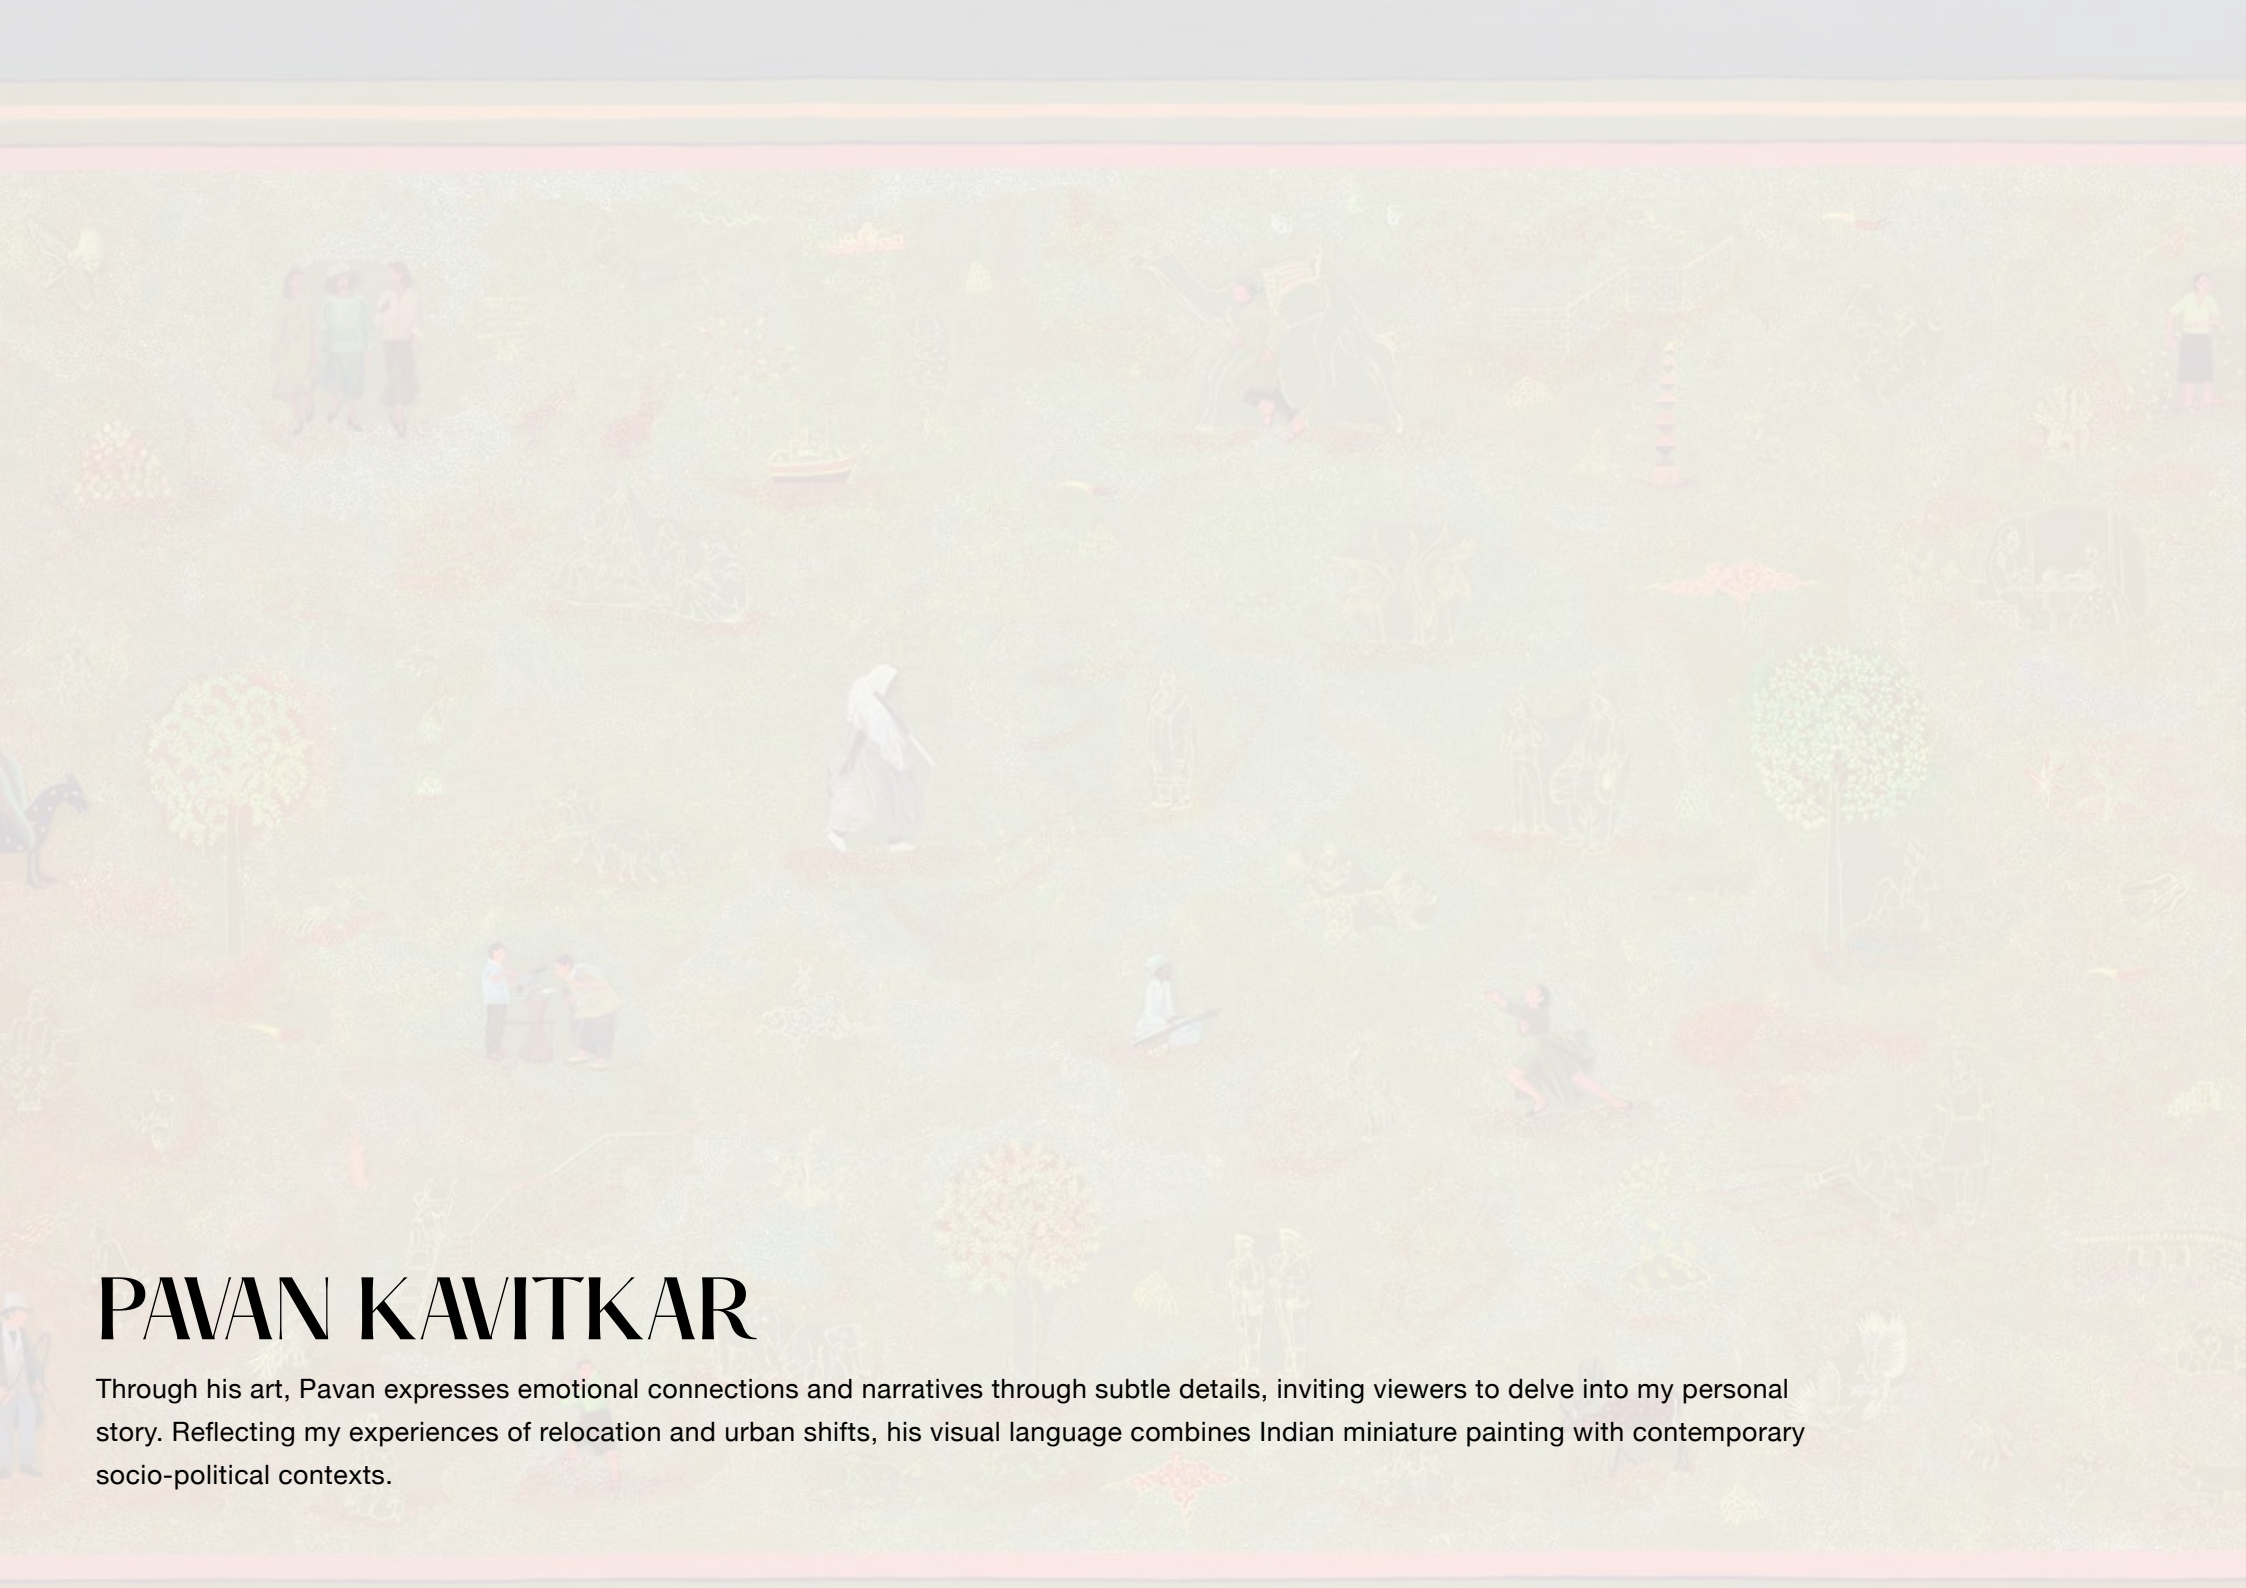 PAVAN KAVITKAR
Through his art, Pavan expresses emotional connections and narratives through subtle details, inviting viewers to delve into my personal
story. Reflecting my experiences of relocation and urban shifts, his visual language combines Indian miniature painting with contemporary
socio-political contexts.